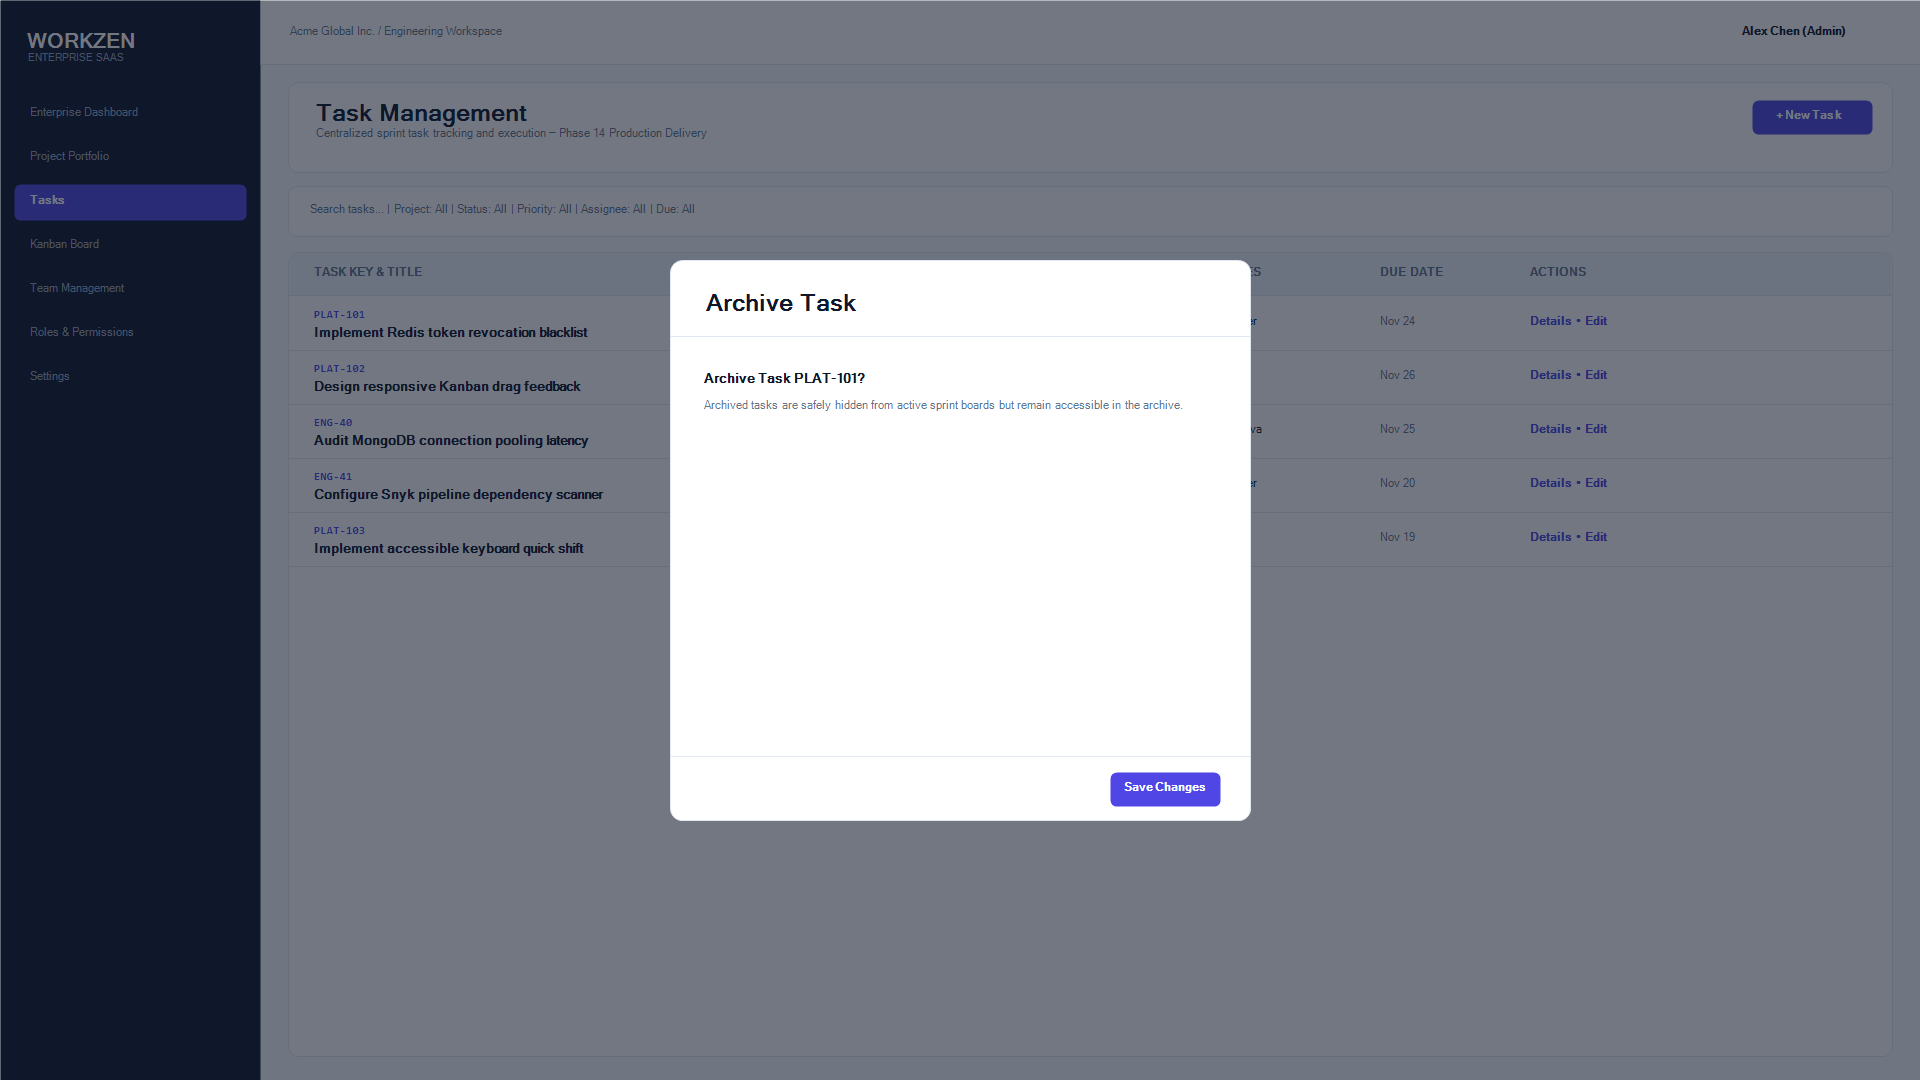 WORKZEN
ENTERPRISE SAAS
Enterprise Dashboard
Project Portfolio
Tasks
Kanban Board
Team Management
Roles & Permissions
Settings
Acme Global Inc. / Engineering Workspace
Alex Chen (Admin)
Task Management
Centralized sprint task tracking and execution — Phase 14 Production Delivery
+ New Task
Search tasks... | Project: All | Status: All | Priority: All | Assignee: All | Due: All
TASK KEY & TITLE
DUE DATE
ACTIONS
PLAT-101
Implement Redis token revocation blacklist
Nov 24
Details • Edit
PLAT-102
Design responsive Kanban drag feedback
Nov 26
Details • Edit
ENG-40
Audit MongoDB connection pooling latency
Nov 25
Details • Edit
ENG-41
Configure Snyk pipeline dependency scanner
Nov 20
Details • Edit
PLAT-103
Implement accessible keyboard quick shift
Nov 19
Details • Edit
Archive Task
Archive Task PLAT-101?
Archived tasks are safely hidden from active sprint boards but remain accessible in the archive.
Save Changes